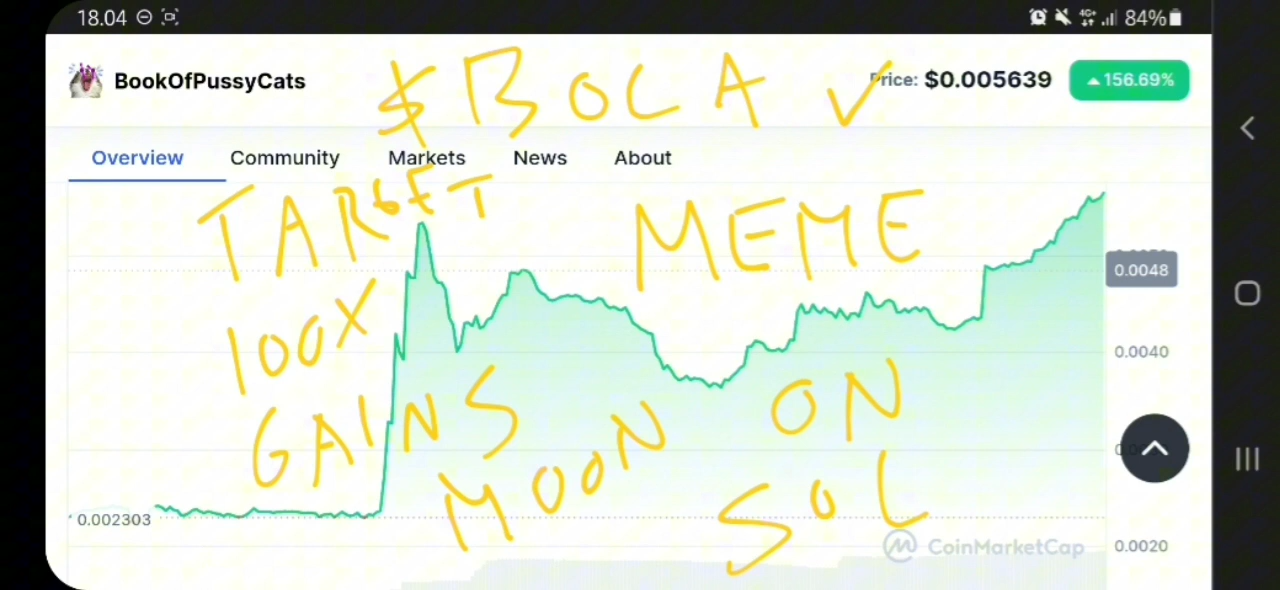 18.04
4G+
84%
BookOfPussyCats
$BOCA ✓
Price: $0.005639
156.69%
Overview Community Markets News About
TARGET
100X
GAINS
MOON
MEME
ON
SOL
0.0048
0.0040
0.002303
0.0020
CoinMarketCap